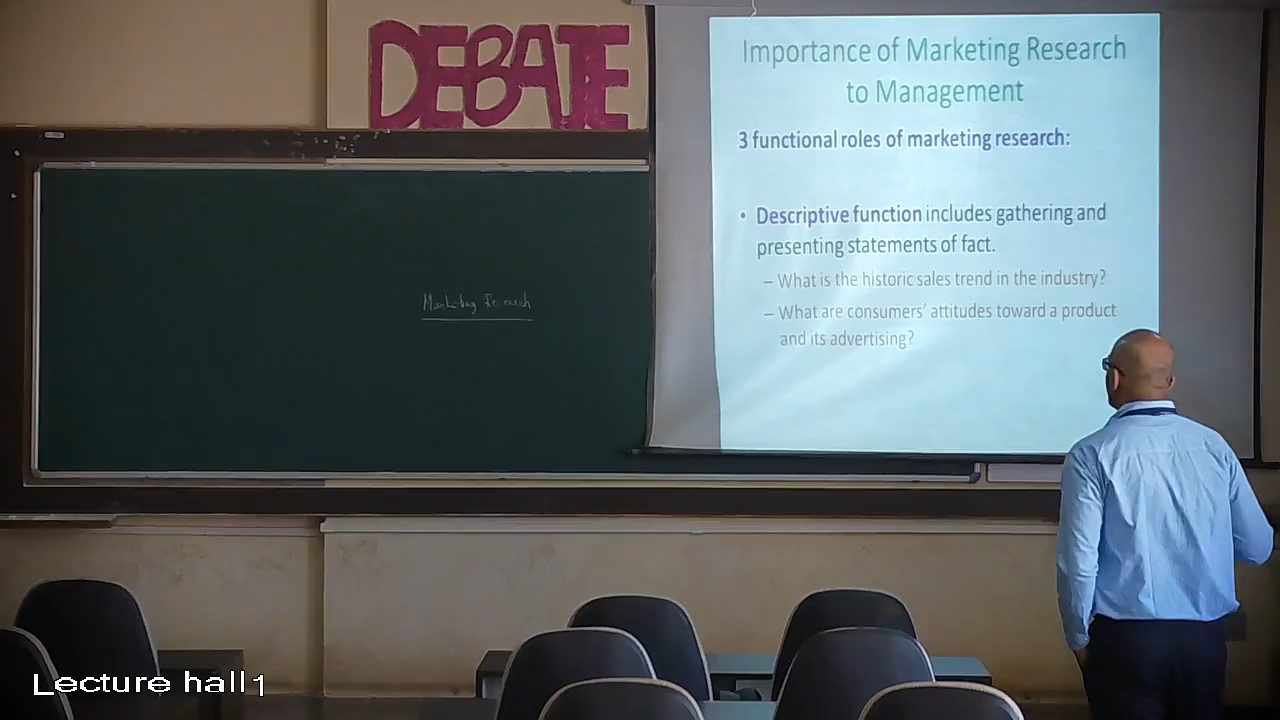 DEBATE
Importance of Marketing Research
to Management
3 functional roles of marketing research:
• Descriptive function includes gathering and
presenting statements of fact.
– What is the historic sales trend in the industry?
– What are consumers' attitudes toward a product
and its advertising?
Marketing Research
Lecture hall1